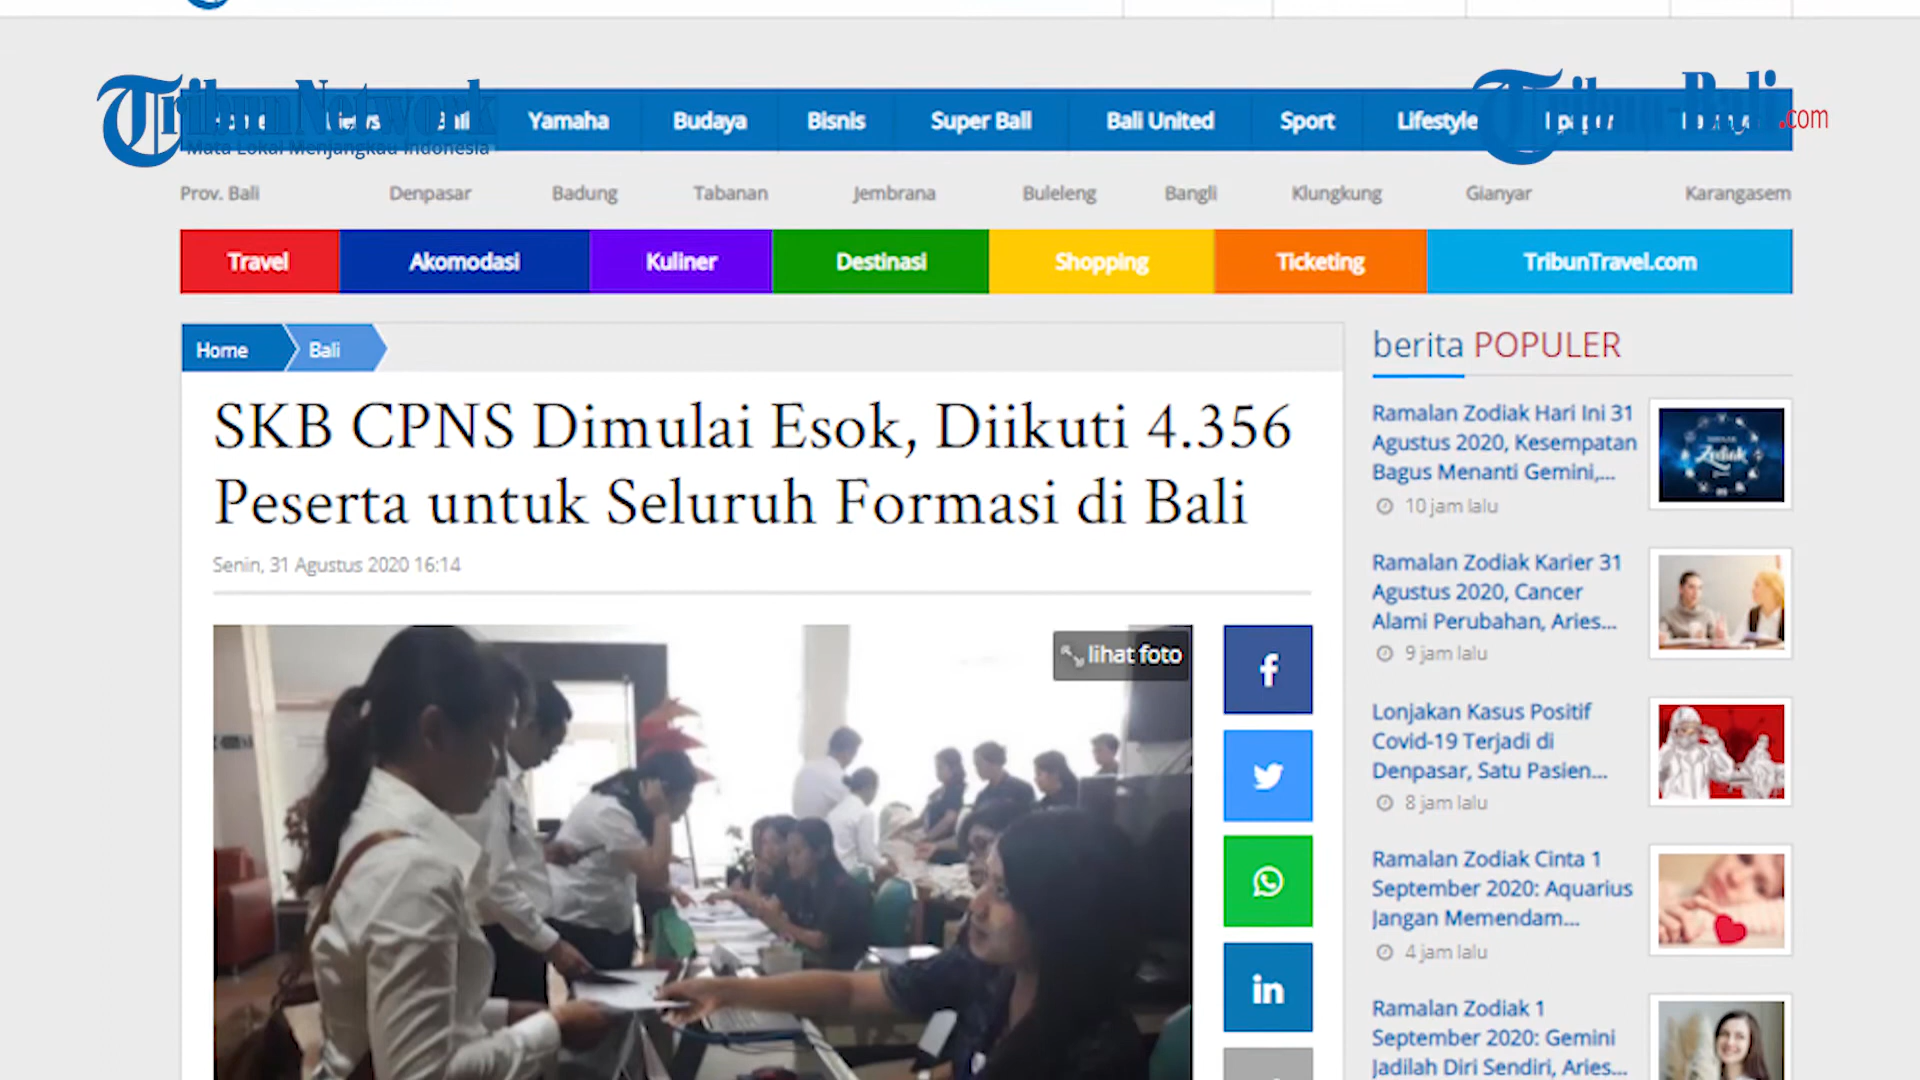 TribunNetwork
Mata Lokal Menjangkau Indonesia
Tribun-Bali.com
Yamaha Budaya Bisnis Super Ball Bali United Sport Lifestyle
Prov. Bali Denpasar Badung Tabanan Jembrana Buleleng Bangli Klungkung Gianyar Karangasem
Travel Akomodasi Kuliner Destinasi Shopping Ticketing TribunTravel.com
Home Bali
SKB CPNS Dimulai Esok, Diikuti 4.356
Peserta untuk Seluruh Formasi di Bali
Senin, 31 Agustus 2020 16:14
lihat foto
berita POPULER
Ramalan Zodiak Hari Ini 31
Agustus 2020, Kesempatan
Bagus Menanti Gemini,...
10 jam lalu
Zodiak
Ramalan Zodiak Karier 31
Agustus 2020, Cancer
Alami Perubahan, Aries...
9 jam lalu
Lonjakan Kasus Positif
Covid-19 Terjadi di
Denpasar, Satu Pasien...
8 jam lalu
Ramalan Zodiak Cinta 1
September 2020: Aquarius
Jangan Memendam...
4 jam lalu
Ramalan Zodiak 1
September 2020: Gemini
Jadilah Diri Sendiri, Aries...